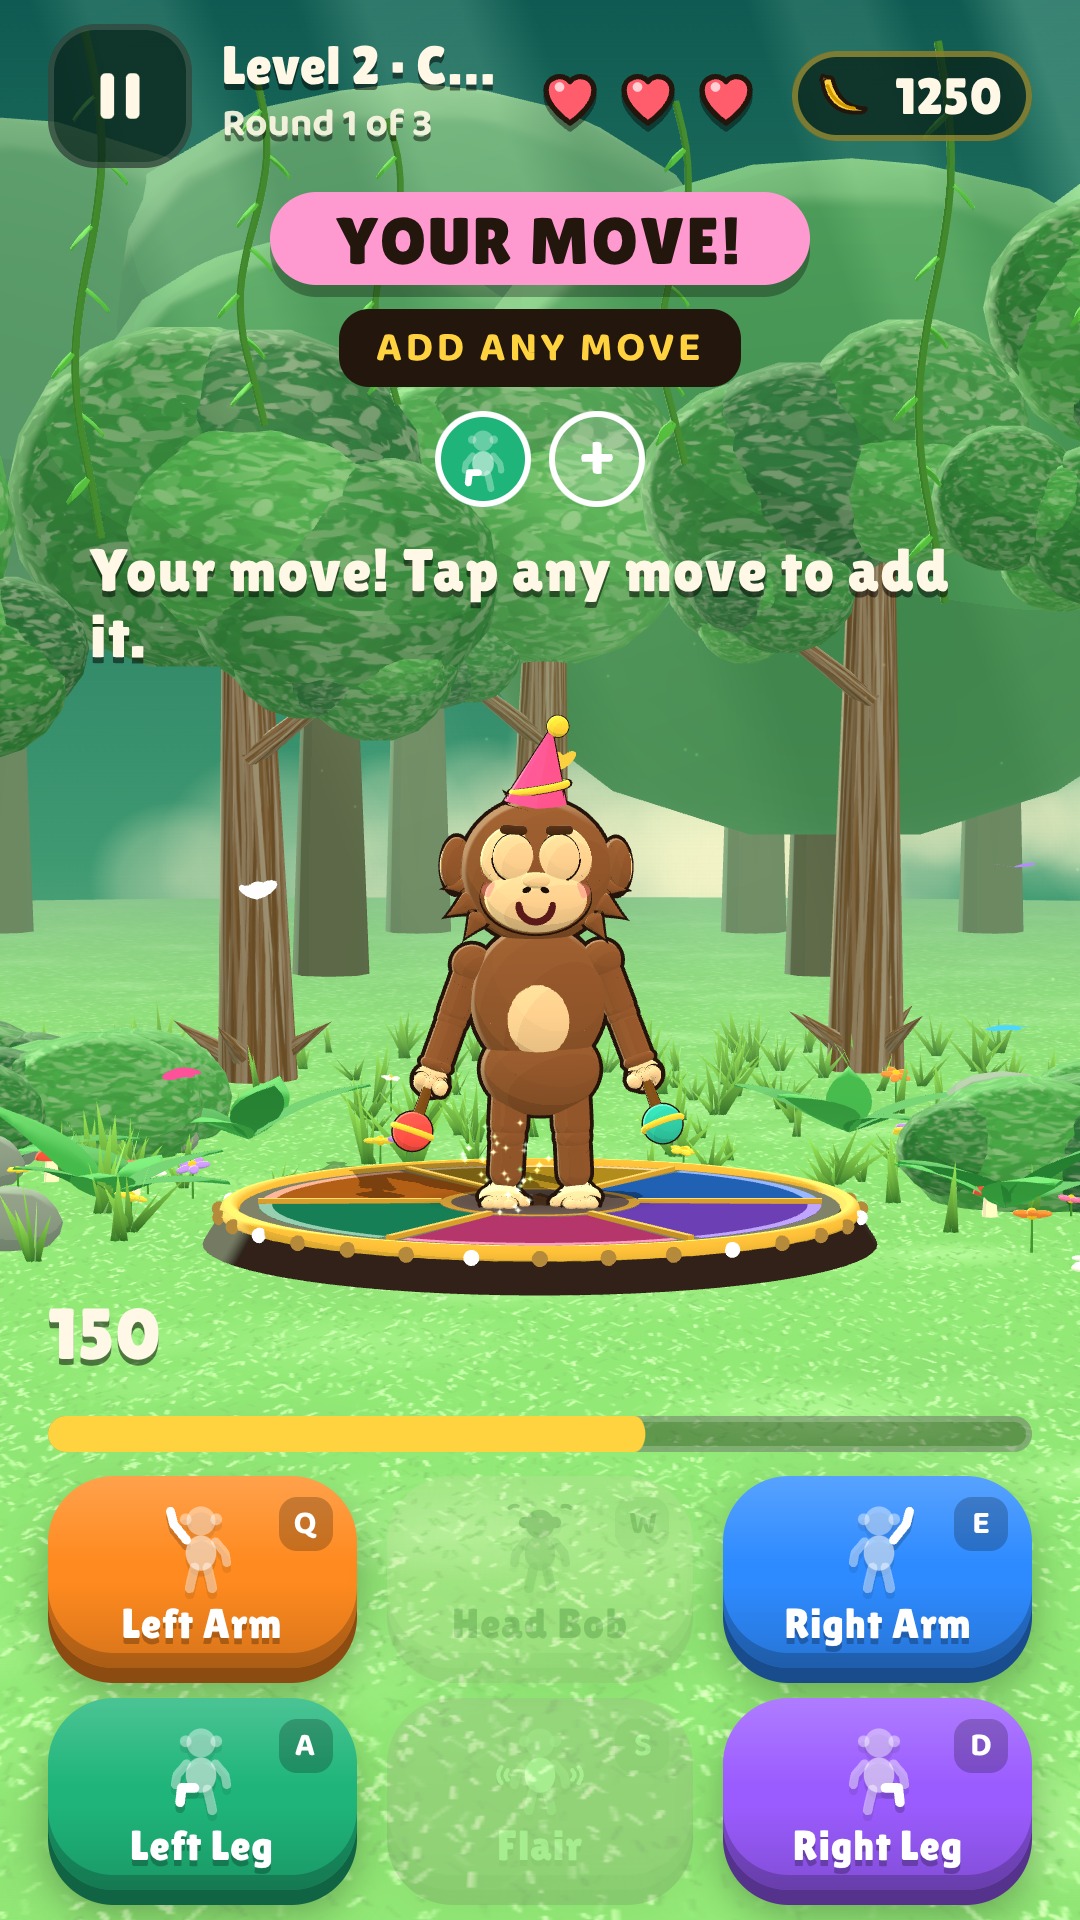 Level 2 · C...
Round 1 of 3
1250
YOUR MOVE!
ADD ANY MOVE
+
Your move! Tap any move to add
it.
150
Q
Left Arm
W
Head Bob
E
Right Arm
A
Left Leg
S
Flair
D
Right Leg